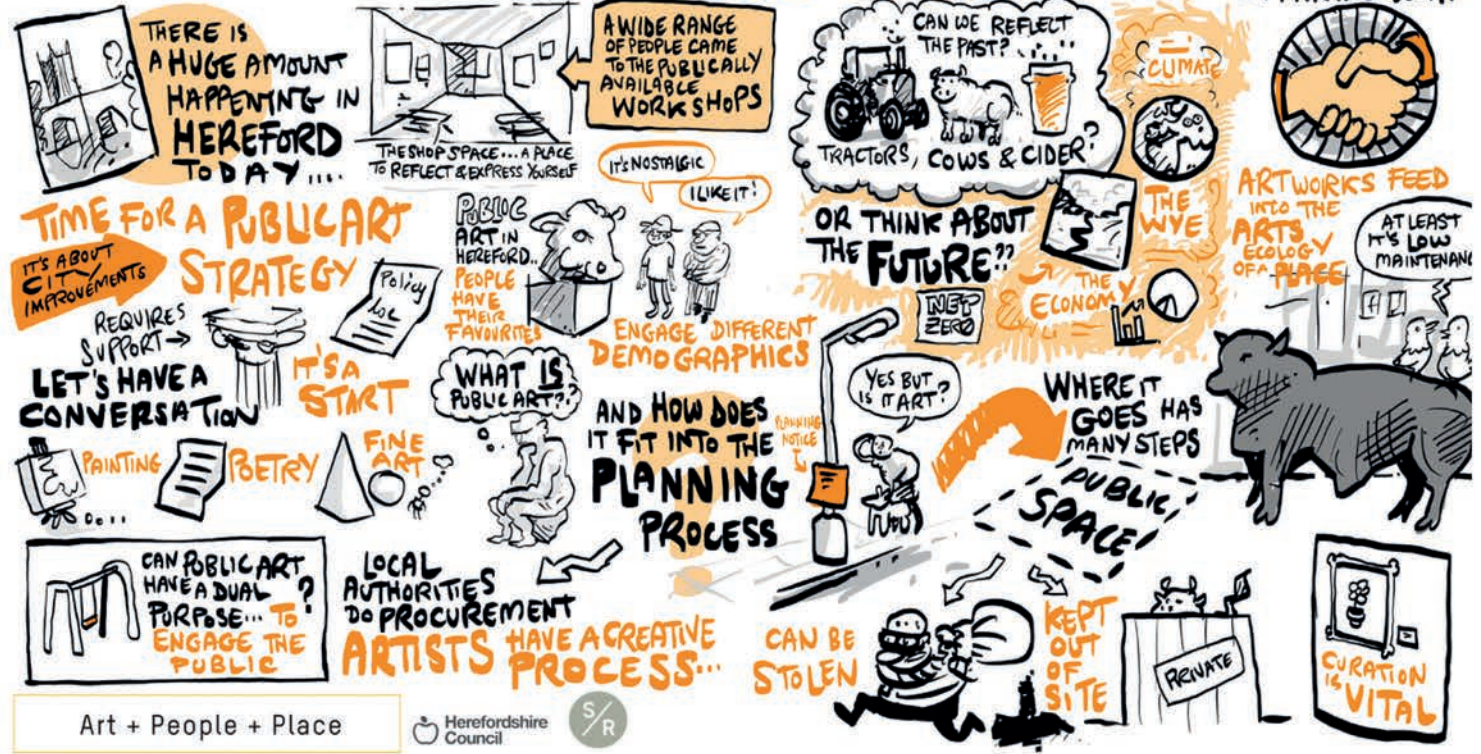 THERE IS
A HUGE AMOUNT
HAPPENING IN
HEREFORD
TODAY....
THE SHOP SPACE... A PLACE
TO REFLECT & EXPRESS YOURSELF
A WIDE RANGE
OF PEOPLE CAME
TO THE PUBLICALLY
AVAILABLE
WORKSHOPS
CAN WE REFLECT
THE PAST?
TRACTORS, COWS & CIDER?
OR THINK ABOUT
THE FUTURE??
CLIMATE
THE
WYE
THE
ECONOMY
NET
ZERO
ARTWORKS FEED
INTO THE
ARTS
ECOLOGY
OF A PLACE
AT LEAST
IT'S LOW
TIME FOR A PUBLIC ART
STRATEGY
IT'S ABOUT
CITY
IMPROVEMENTS
REQUIRES
SUPPORT
Policy
LET'S HAVE A
CONVERSATION
IT'S A
START
PUBLIC
ART IN
HEREFORD..
PEOPLE
HAVE
THEIR
FAVOURITES
IT'S NOSTALGIC
I LIKE IT!
ENGAGE DIFFERENT
DEMOGRAPHICS
PAINTING
POETRY
FINE
ART
WHAT IS
PUBLIC ART?
AND HOW DOES
IT FIT INTO THE
PLANNING
PROCESS
PLANNING
NOTICE
YES BUT
IS IT ART?
WHERE IT
GOES HAS
MANY STEPS
PUBLIC
SPACE
CAN PUBLIC ART
HAVE A DUAL ?
PURPOSE... TO
ENGAGE THE
PUBLIC
LOCAL
AUTHORITIES
DO PROCUREMENT
ARTISTS HAVE A CREATIVE
PROCESS...
CAN BE
STOLEN
KEPT
OUT
OF
SITE
PRIVATE
CURATION
IS VITAL
Art + People + Place
Herefordshire
Council
S/R